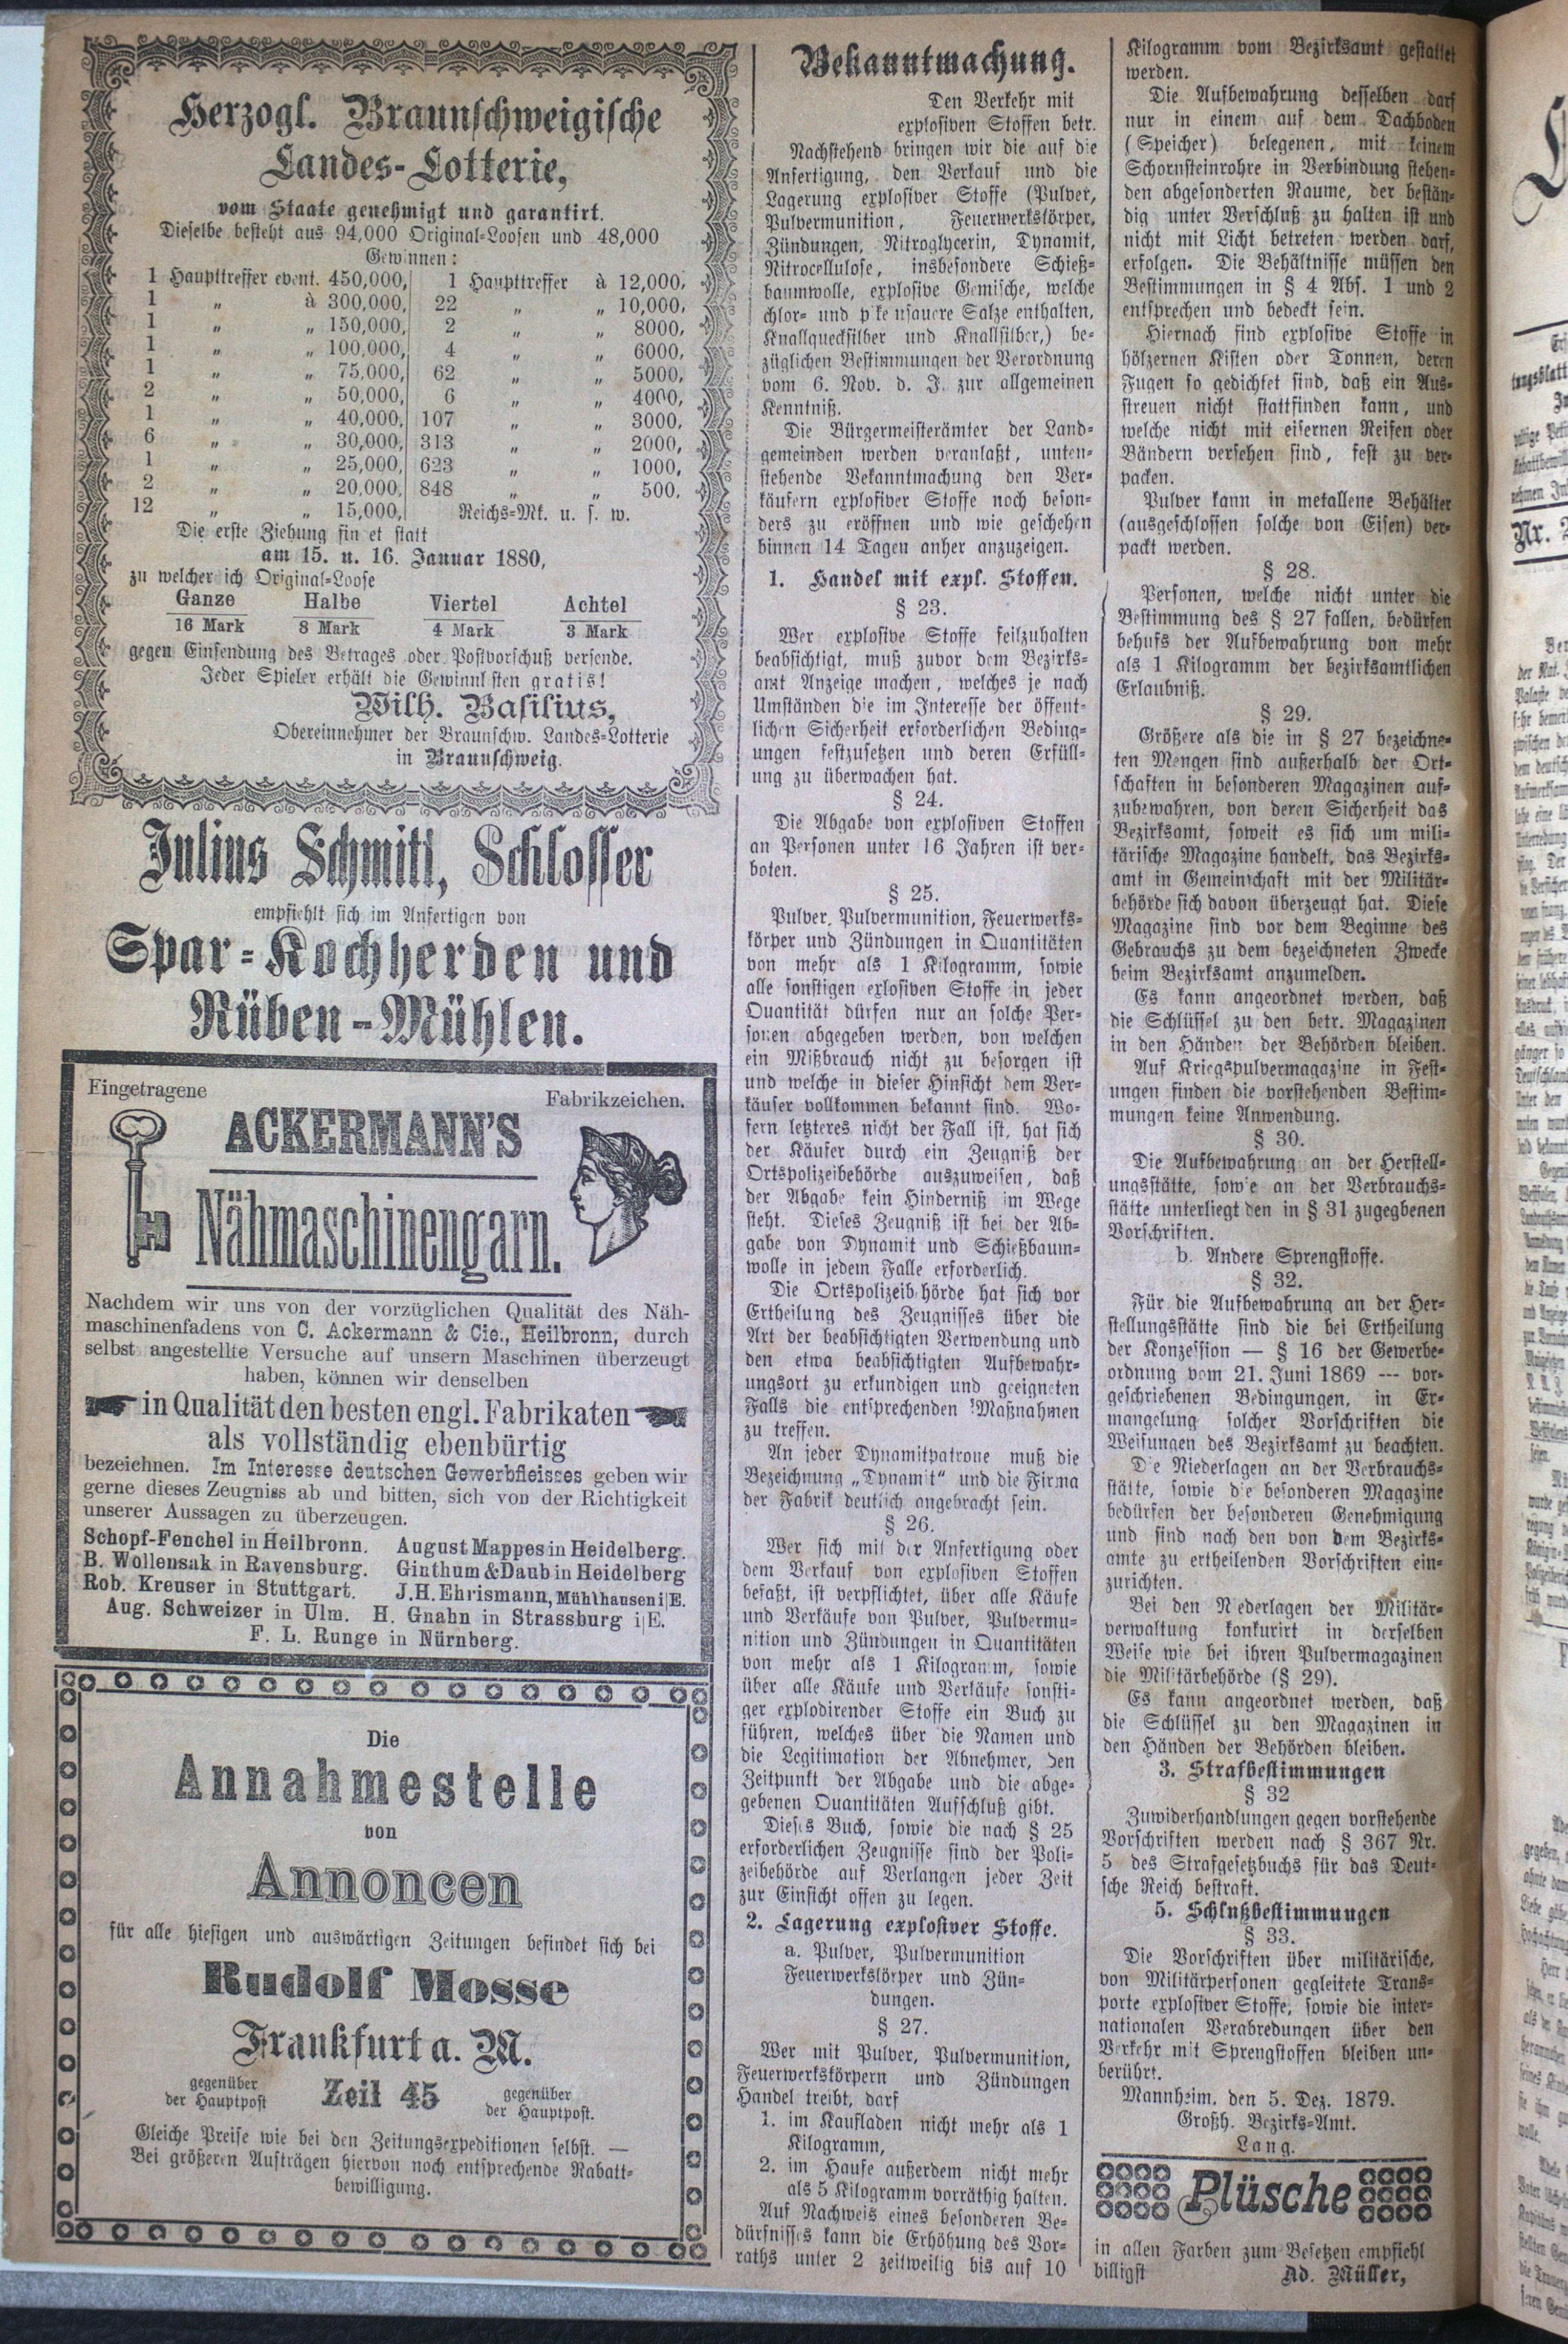 Herzogl. Braunschweigische
Landes-Lotterie,
vom Staate genehmigt und garantirt.
Dieselbe besteht aus 94,000 Original-Loosen und 48,000
Gewinnen:
1 Haupttreffer event. 450,000, 1 Haupttreffer à 12,000,
1 „ à 300,000, 22 „ „ 10,000,
1 „ „ 150,000, 2 „ „ 8000,
1 „ „ 100,000, 4 „ „ 6000,
1 „ „ 75,000, 62 „ „ 5000,
2 „ „ 50,000, 6 „ „ 4000,
1 „ „ 40,000, 107 „ „ 3000,
6 „ „ 30,000, 313 „ „ 2000,
1 „ „ 25,000, 623 „ „ 1000,
2 „ „ 20,000, 848 „ „ 500,
12 „ „ 15,000, Reichs-Mk. u. s. w.
Die erste Ziehung fin et statt
am 15. u. 16. Januar 1880,
zu welcher ich Original-Loose
Ganze Halbe Viertel Achtel
16 Mark 8 Mark 4 Mark 3 Mark
gegen Einsendung des Betrages oder Postvorschuß versende.
Jeder Spieler erhält die Gewinnl sten gratis!
Wilh. Basilius,
Obereinnehmer der Braunschw. Landes-Lotterie
in Braunschweig.
Julius Schmitt, Schlosser
empfiehlt sich im Anfertigen von
Spar-Kochherden und
Rüben-Mühlen.
Eingetragene Fabrikzeichen.
ACKERMANN'S
Nähmaschinengarn.
Nachdem wir uns von der vorzüglichen Qualität des Näh-
maschinenfadens von C. Ackermann & Cie., Heilbronn, durch
selbst angestellte Versuche auf unsern Maschinen überzeugt
haben, können wir denselben
in Qualität den besten engl. Fabrikaten
als vollständig ebenbürtig
bezeichnen. Im Interesse deutschen Gewerbfleisses geben wir
gerne dieses Zeugniss ab und bitten, sich von der Richtigkeit
unserer Aussagen zu überzeugen.
Schopf-Fenchel in Heilbronn. August Mappes in Heidelberg.
B. Wollensak in Ravensburg. Ginthum & Daub in Heidelberg
Rob. Kreuser in Stuttgart. J. H. Ehrismann, Mühlhausen i|E.
Aug. Schweizer in Ulm. H. Gnahn in Strassburg i|E.
F. L. Runge in Nürnberg.
Die
Annahmestelle
von
Annoncen
für alle hiesigen und auswärtigen Zeitungen befindet sich bei
Rudolf Mosse
Frankfurt a. M.
gegenüber der Hauptpost Zeil 45 gegenüber der Hauptpost.
Gleiche Preise wie bei den Zeitungsexpeditionen selbst. —
Bei größeren Aufträgen hiervon noch entsprechende Rabatt-
bewilligung.
Bekanntmachung.
Den Verkehr mit
explosiven Stoffen betr.
Nachstehend bringen wir die auf die
Anfertigung, den Verkauf und die
Lagerung explosiver Stoffe (Pulver,
Pulvermunition, Feuerwerkskörper,
Zündungen, Nitroglycerin, Dynamit,
Nitrocellulose, insbesondere Schieß-
baumwolle, explosive Gemische, welche
chlor- und p'ke nsauere Salze enthalten,
Knallquecksilber und Knallsilber,) be-
züglichen Bestimmungen der Verordnung
vom 6. Nov. d. J. zur allgemeinen
Kenntniß.
Die Bürgermeisterämter der Land-
gemeinden werden veranlaßt, unten-
stehende Bekanntmachung den Ver-
käufern explosiver Stoffe noch beson-
ders zu eröffnen und wie geschehen
binnen 14 Tagen anher anzuzeigen.
1. Handel mit expl. Stoffen.
§ 23.
Wer explosive Stoffe feilzuhalten
beabsichtigt, muß zuvor dem Bezirks-
amt Anzeige machen, welches je nach
Umständen die im Interesse der öffent-
lichen Sicherheit erforderlichen Beding-
ungen festzusetzen und deren Erfüll-
ung zu überwachen hat.
§ 24.
Die Abgabe von explosiven Stoffen
an Personen unter 16 Jahren ist ver-
boten.
§ 25.
Pulver, Pulvermunition, Feuerwerks-
körper und Zündungen in Quantitäten
von mehr als 1 Kilogramm, sowie
alle sonstigen exlosiven Stoffe in jeder
Quantität dürfen nur an solche Per-
sonen abgegeben werden, von welchen
ein Mißbrauch nicht zu besorgen ist
und welche in dieser Hinsicht dem Ver-
käufer vollkommen bekannt sind. Wo-
fern letzteres nicht der Fall ist, hat sich
der Käufer durch ein Zeugniß der
Ortspolizeibehörde auszuweisen, daß
der Abgabe kein Hinderniß im Wege
steht. Dieses Zeugniß ist bei der Ab-
gabe von Dynamit und Schießbaum-
wolle in jedem Falle erforderlich.
Die Ortspolizeib hörde hat sich vor
Ertheilung des Zeugnisses über die
Art der beabsichtigten Verwendung und
den etwa beabsichtigten Aufbewahr-
ungsort zu erkundigen und geeigneten
Falls die entsprechenden Maßnahmen
zu treffen.
An jeder Dynamitpatrone muß die
Bezeichnung „Dynamit“ und die Firma
der Fabrik deutlich angebracht sein.
§ 26.
Wer sich mit der Anfertigung oder
dem Verkauf von explosiven Stoffen
befaßt, ist verpflichtet, über alle Käufe
und Verkäufe von Pulver, Pulvermu-
nition und Zündungen in Quantitäten
von mehr als 1 Kilogramm, sowie
über alle Käufe und Verkäufe sonsti-
ger explodirender Stoffe ein Buch zu
führen, welches über die Namen und
die Legitimation der Abnehmer, den
Zeitpunkt der Abgabe und die abge-
gebenen Quantitäten Aufschluß gibt.
Dieses Buch, sowie die nach § 25
erforderlichen Zeugnisse sind der Poli-
zeibehörde auf Verlangen jeder Zeit
zur Einsicht offen zu legen.
2. Lagerung explosiver Stoffe.
a. Pulver, Pulvermunition
Feuerwerkskörper und Zün-
dungen.
§ 27.
Wer mit Pulver, Pulvermunition,
Feuerwerkskörpern und Zündungen
Handel treibt, darf
1. im Kaufladen nicht mehr als 1
Kilogramm,
2. im Hause außerdem nicht mehr
als 5 Kilogramm vorräthig halten.
Auf Nachweis eines besonderen Be-
dürfnisses kann die Erhöhung des Vor-
raths unter 2 zeitweilig bis auf 10
Kilogramm vom Bezirksamt gestattet
werden.
Die Aufbewahrung desselben darf
nur in einem auf dem Dachboden
(Speicher) belegenen, mit keinem
Schornsteinrohre in Verbindung stehen-
den abgesonderten Raume, der bestän-
dig unter Verschluß zu halten ist und
nicht mit Licht betreten werden darf,
erfolgen. Die Behältnisse müssen den
Bestimmungen in § 4 Abs. 1 und 2
entsprechen und bedeckt sein.
Hiernach sind explosive Stoffe in
hölzernen Kisten oder Tonnen, deren
Fugen so gedichtet sind, daß ein Aus-
streuen nicht stattfinden kann, und
welche nicht mit eisernen Reifen oder
Bändern versehen sind, fest zu ver-
packen.
Pulver kann in metallene Behälter
(ausgeschlossen solche von Eisen) ver-
packt werden.
§ 28.
Personen, welche nicht unter die
Bestimmung des § 27 fallen, bedürfen
behufs der Aufbewahrung von mehr
als 1 Kilogramm der bezirksamtlichen
Erlaubniß.
§ 29.
Größere als die in § 27 bezeichne-
ten Mengen sind außerhalb der Ort-
schaften in besonderen Magazinen auf-
zubewahren, von deren Sicherheit das
Bezirksamt, soweit es sich um mili-
tärische Magazine handelt, das Bezirks-
amt in Gemeinschaft mit der Militär-
behörde sich davon überzeugt hat. Diese
Magazine sind vor dem Beginne des
Gebrauchs zu dem bezeichneten Zwecke
beim Bezirksamt anzumelden.
Es kann angeordnet werden, daß
die Schlüssel zu den betr. Magazinen
in den Händen der Behörden bleiben.
Auf Kriegspulvermagazine in Fest-
ungen finden die vorstehenden Bestim-
mungen keine Anwendung.
§ 30.
Die Aufbewahrung an der Herstell-
ungsstätte, sowie an der Verbrauchs-
stätte unterliegt den in § 31 zugegbenen
Vorschriften.
b. Andere Sprengstoffe.
§ 32.
Für die Aufbewahrung an der Her-
stellungsstätte sind die bei Ertheilung
der Konzession — § 16 der Gewerbe-
ordnung vom 21. Juni 1869 — vor-
geschriebenen Bedingungen, in Er-
mangelung solcher Vorschriften die
Weisungen des Bezirksamt zu beachten.
Die Niederlagen an der Verbrauchs-
stätte, sowie die besonderen Magazine
bedürfen der besonderen Genehmigung
und sind nach den von dem Bezirks-
amte zu ertheilenden Vorschriften ein-
zurichten.
Bei den N ederlagen der Militär-
verwaltung konkurirt in derselben
Weise wie bei ihren Pulvermagazinen
die Militärbehörde (§ 29).
Es kann angeordnet werden, daß
die Schlüssel zu den Magazinen in
den Händen der Behörden bleiben.
3. Strafbestimmungen
§ 32
Zuwiderhandlungen gegen vorstehende
Vorschriften werden nach § 367 Nr.
5 des Strafgesetzbuchs für das Deut-
sche Reich bestraft.
5. Schlußbestimmungen
§ 33.
Die Vorschriften über militärische,
von Militärpersonen gegleitete Trans-
porte explosiver Stoffe, sowie die inter-
nationalen Verabredungen über den
Verkehr mit Sprengstoffen bleiben un-
berührt.
Mannheim, den 5. Dez. 1879.
Großh. Bezirks-Amt.
Lang.
Plüsche
in allen Farben zum Besetzen empfiehl
billigst Ad. Müller,
Nr.